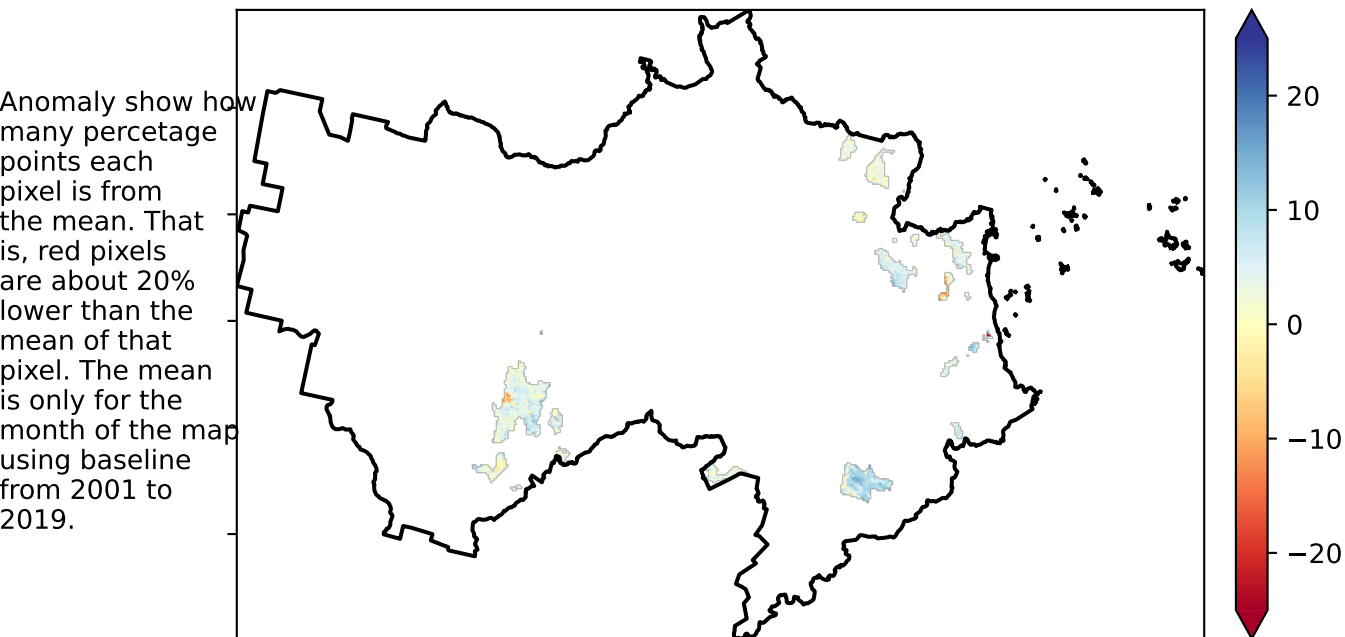 Anomaly show how
many percetage
points each
pixel is from
the mean. That
is, red pixels
are about 20%
lower than the
mean of that
pixel. The mean
is only for the
month of the map
using baseline
from 2001 to
2019.
20
10
0
−10
−20